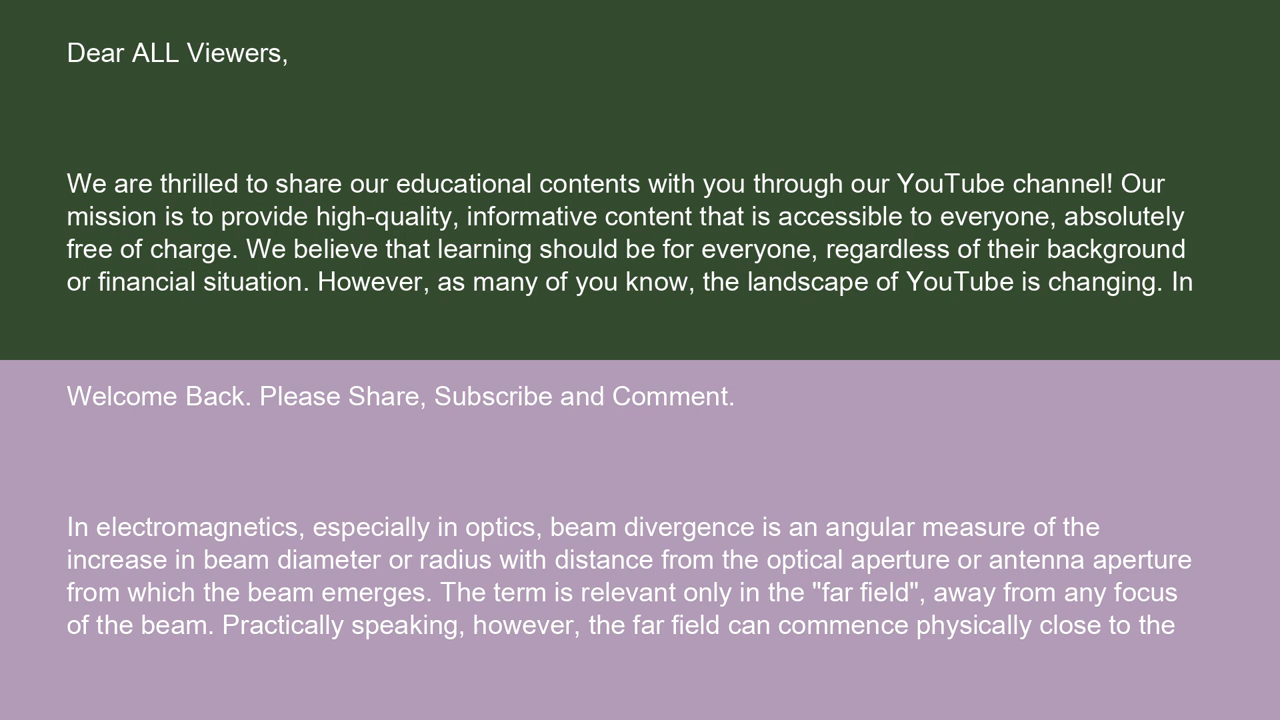 Dear ALL Viewers,
We are thrilled to share our educational contents with you through our YouTube channel! Our
mission is to provide high-quality, informative content that is accessible to everyone, absolutely
free of charge. We believe that learning should be for everyone, regardless of their background
or financial situation. However, as many of you know, the landscape of YouTube is changing. In
Welcome Back. Please Share, Subscribe and Comment.
In electromagnetics, especially in optics, beam divergence is an angular measure of the
increase in beam diameter or radius with distance from the optical aperture or antenna aperture
from which the beam emerges. The term is relevant only in the "far field", away from any focus
of the beam. Practically speaking, however, the far field can commence physically close to the